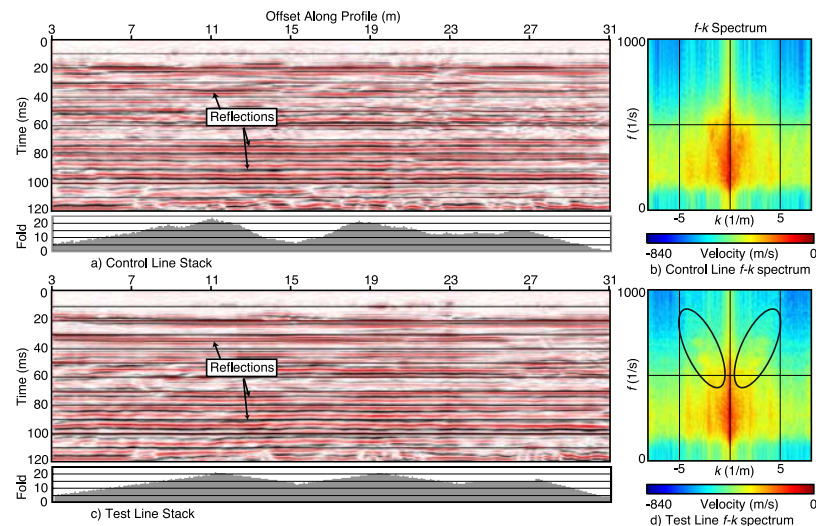 Offset Along Profile (m)
3 7 11 15 19 23 27 31
0
20
40
60
80
100
120
Time (ms)
Reflections
20
10
0
Fold
a) Control Line Stack
f-k Spectrum
1000
0
f (1/s)
-5 k (1/m) 5
-840 Velocity (m/s) 0
b) Control Line f-k spectrum
3 7 11 15 19 23 27 31
0
20
40
60
80
100
120
Time (ms)
Reflections
20
10
0
Fold
c) Test Line Stack
1000
0
f (1/s)
-5 k (1/m) 5
-840 Velocity (m/s) 0
d) Test Line f-k spectrum